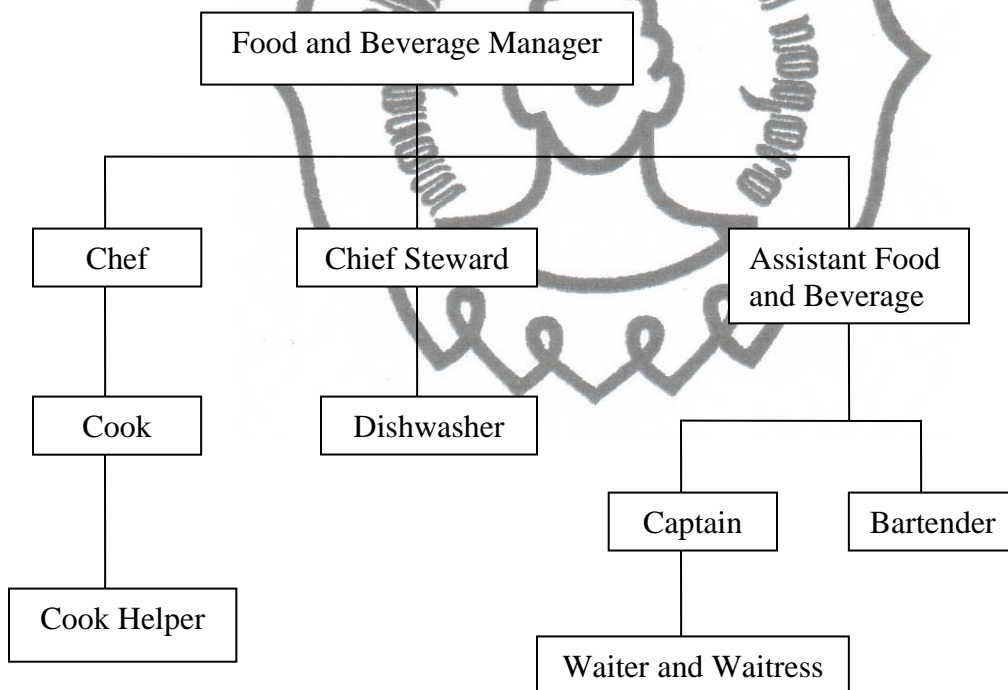 Food and Beverage Manager
Chef
Chief Steward
Assistant Food
and Beverage
Cook
Dishwasher
Captain
Bartender
Cook Helper
Waiter and Waitress